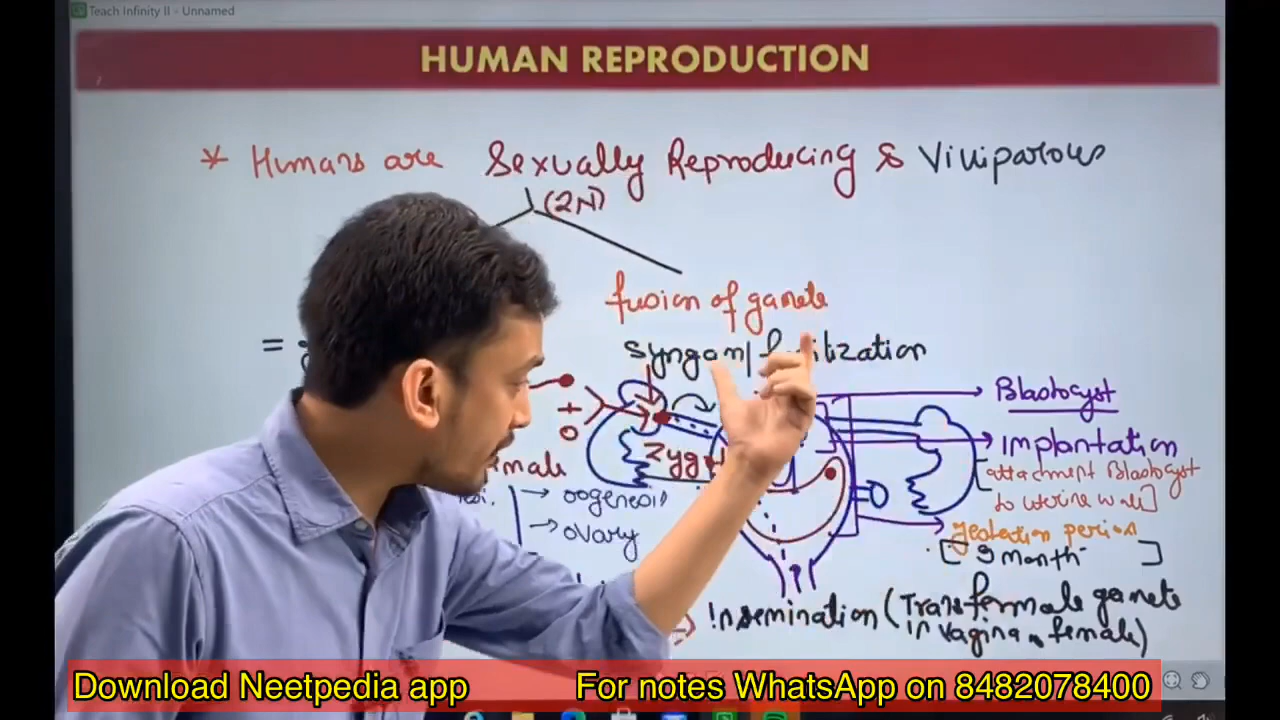 Teach Infinity II - Unnamed
HUMAN REPRODUCTION
* Humans are Sexually Reproducing & Viviparous
(2N)
fusion of gamete
=
Zyg
Blastocyst
implantation
[attachment Blastocyst
to uterine wall]
gestation period
[9 month]
male
→ oogenesis
→ ovary
insemination (Transfer male gamete
in vagina female)
Download Neetpedia app
For notes WhatsApp on 8482078400